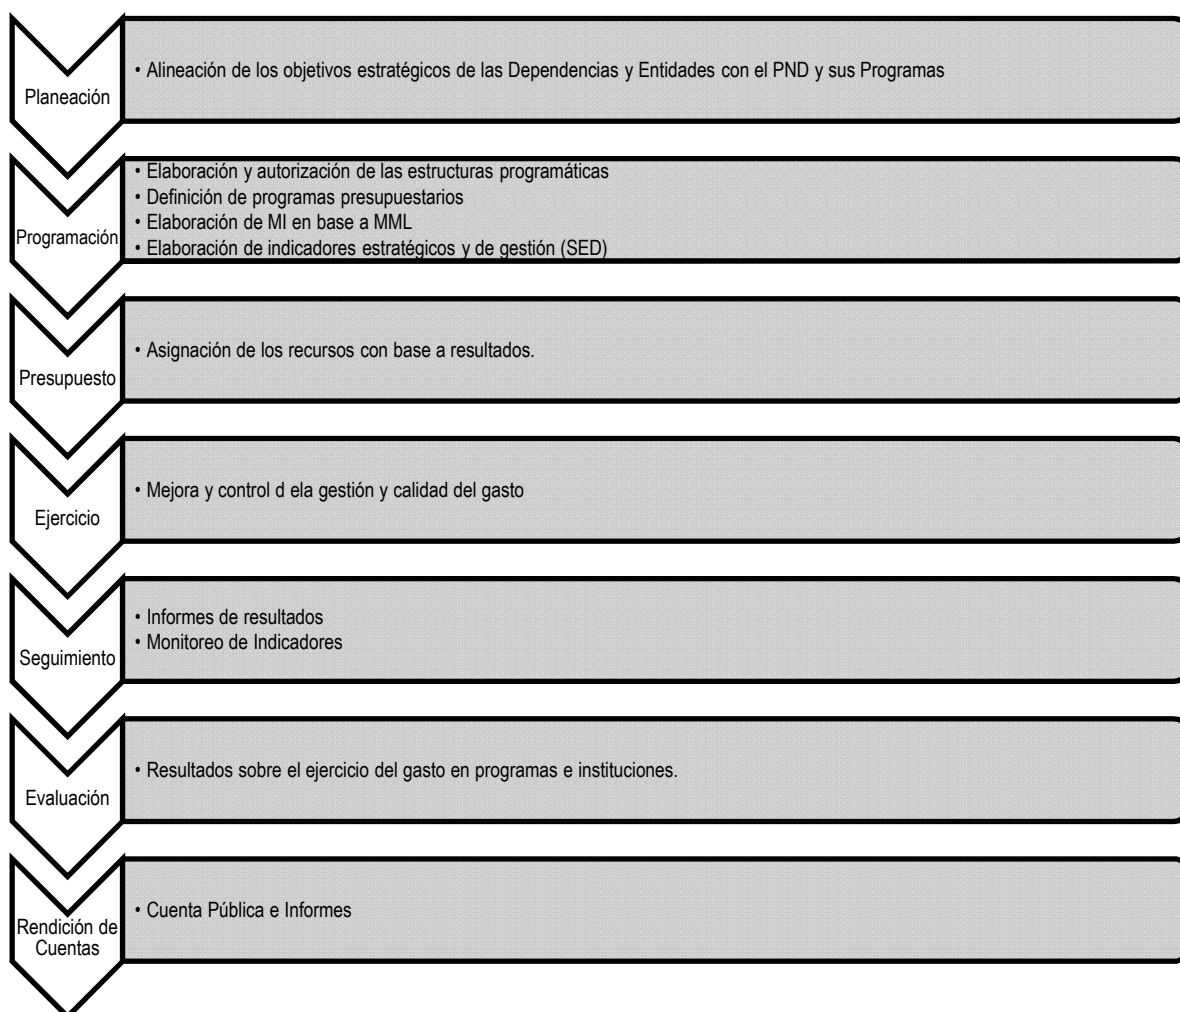 Planeación
• Alineación de los objetivos estratégicos de las Dependencias y Entidades con el PND y sus Programas
Programación
• Elaboración y autorización de las estructuras programáticas
• Definición de programas presupuestarios
• Elaboración de MI en base a MML
• Elaboración de indicadores estratégicos y de gestión (SED)
Presupuesto
• Asignación de los recursos con base a resultados.
Ejercicio
• Mejora y control d ela gestión y calidad del gasto
Seguimiento
• Informes de resultados
• Monitoreo de Indicadores
Evaluación
• Resultados sobre el ejercicio del gasto en programas e instituciones.
Rendición de
Cuentas
• Cuenta Pública e Informes